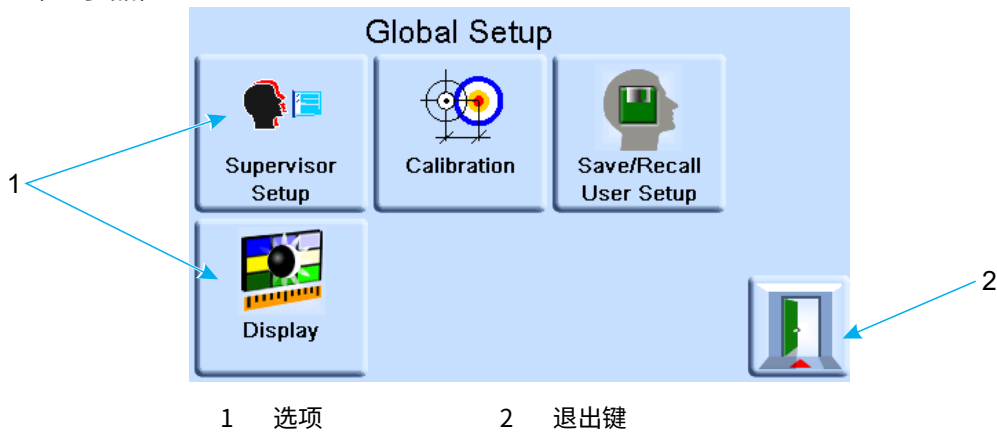 Global Setup
Supervisor
Setup
Calibration
Save/Recall
User Setup
1
Display
2
1 选项 2 退出键